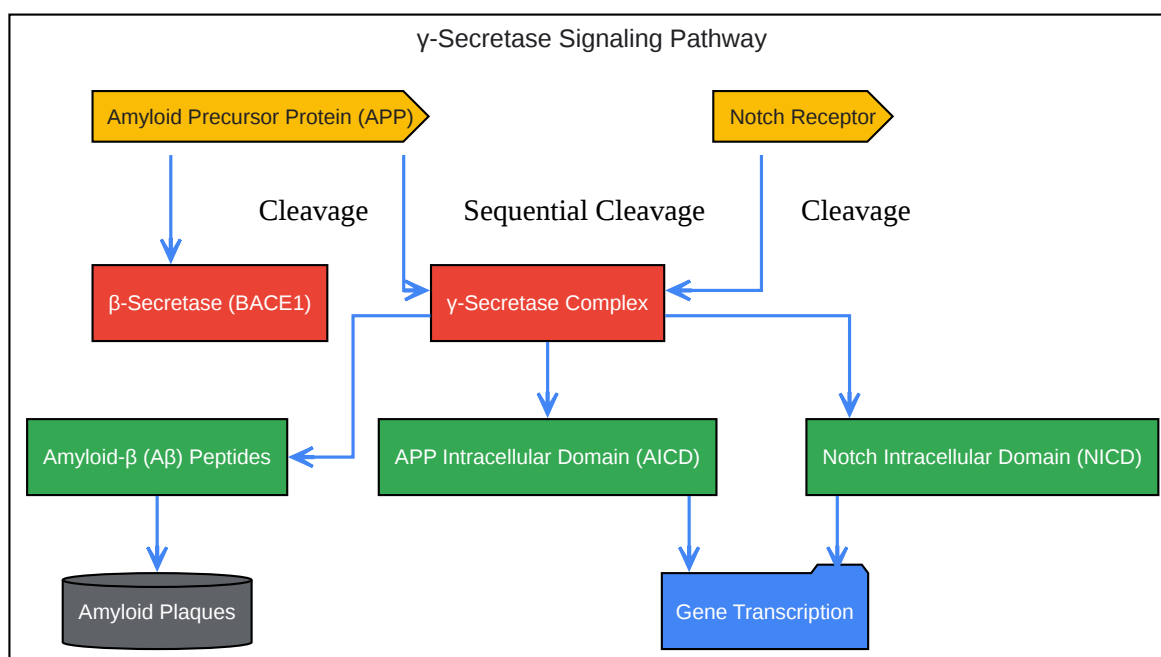 γ-Secretase Signaling Pathway
Amyloid Precursor Protein (APP)
Notch Receptor
Cleavage
Sequential Cleavage
Cleavage
β-Secretase (BACE1)
γ-Secretase Complex
Amyloid-β (Aβ) Peptides
APP Intracellular Domain (AICD)
Notch Intracellular Domain (NICD)
Amyloid Plaques
Gene Transcription